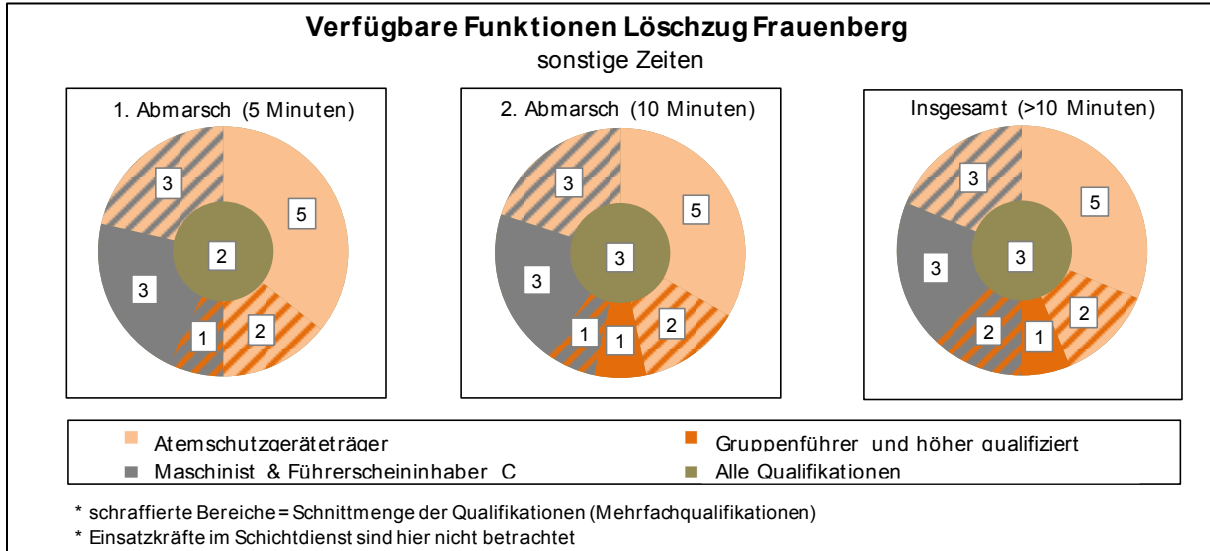 Verfügbare Funktionen Löschzug Frauenberg
sonstige Zeiten
1. Abmarsch (5 Minuten)
3
5
2
3
1
2
2. Abmarsch (10 Minuten)
3
5
3
3
1
1
2
Insgesamt (>10 Minuten)
3
5
3
3
2
1
2
Atemschutzgeräteträger
Gruppenführer und höher qualifiziert
Maschinist & Führerscheininhaber C
Alle Qualifikationen
* schraffierte Bereiche = Schnittmenge der Qualifikationen (Mehrfachqualifikationen)
* Einsatzkräfte im Schichtdienst sind hier nicht betrachtet